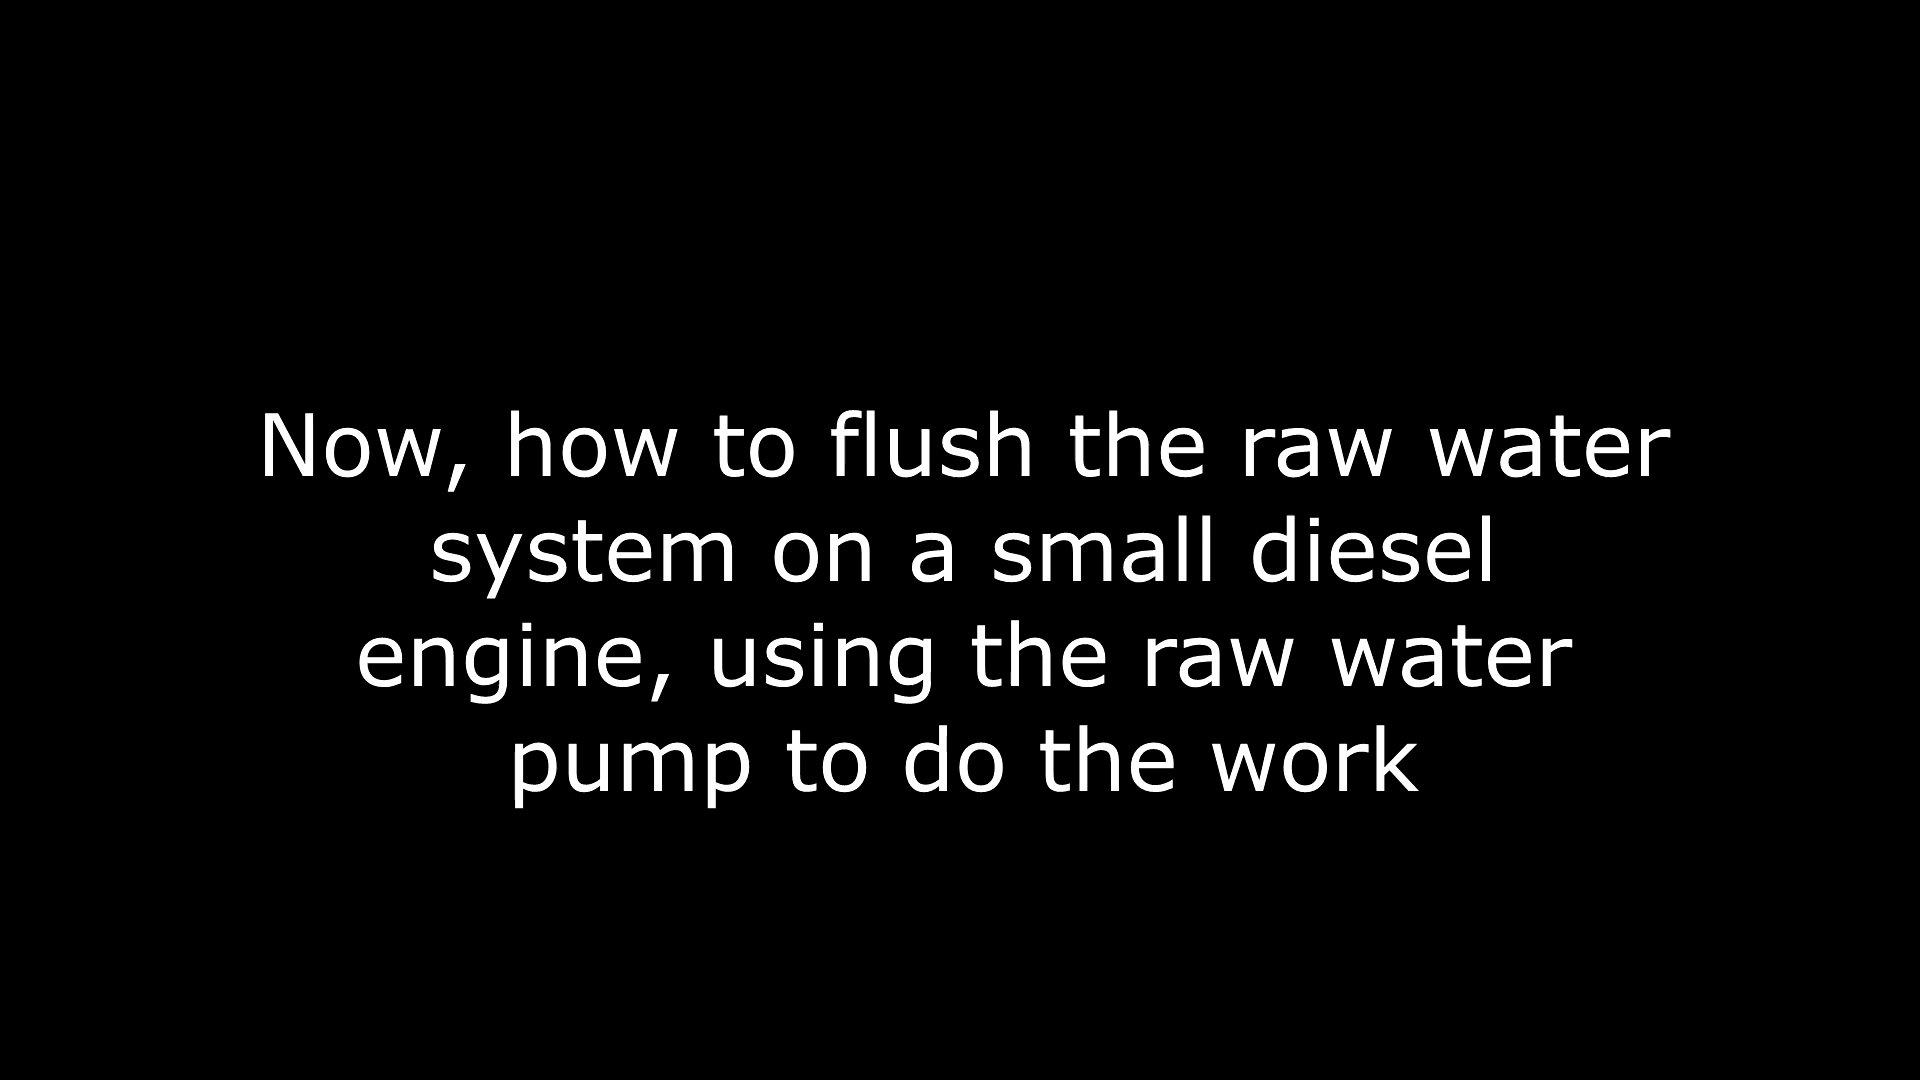 Now, how to flush the raw water
system on a small diesel
engine, using the raw water
pump to do the work